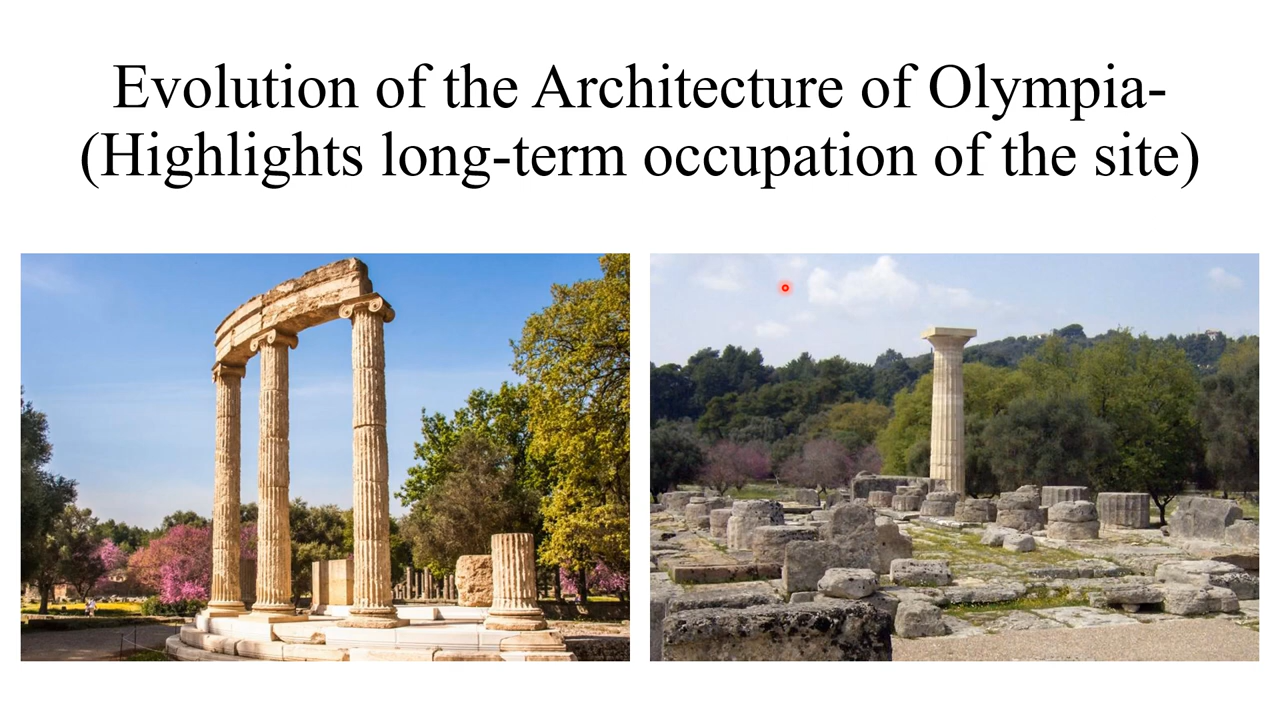 Evolution of the Architecture of Olympia-
(Highlights long-term occupation of the site)